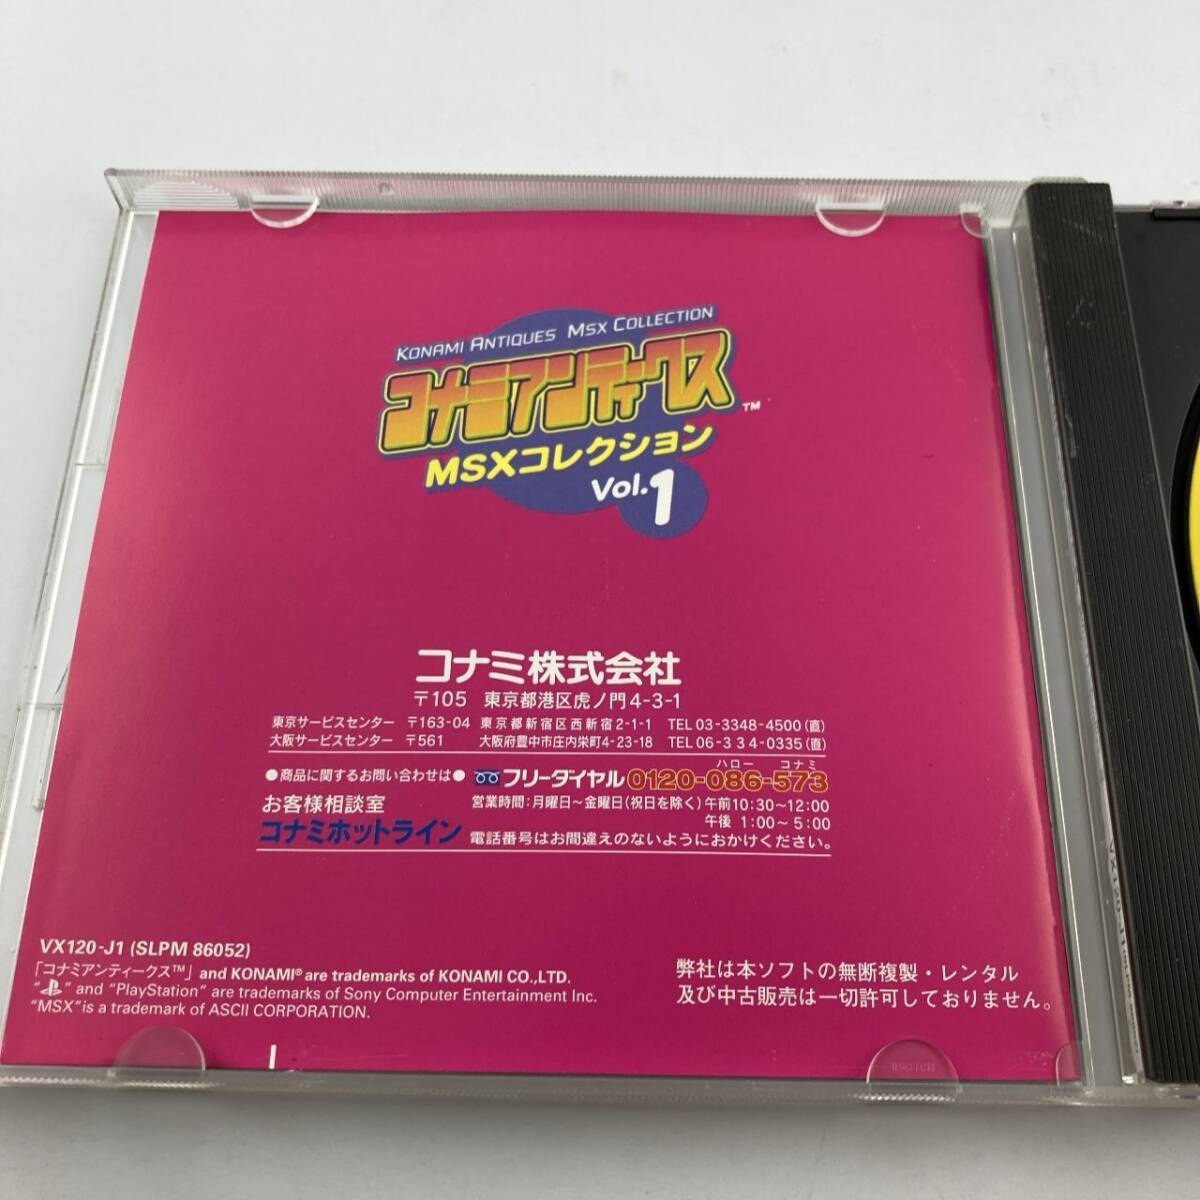 KONAMI ANTIQUES MSX COLLECTION
コナミアンティークス™
MSXコレクション
Vol.1
コナミ株式会社
〒105 東京都港区虎ノ門4-3-1
東京サービスセンター 〒163-04 東京都新宿区西新宿2-1-1 TEL 03-3348-4500(直)
大阪サービスセンター 〒561 大阪府豊中市庄内栄町4-23-18 TEL 06-334-0335(直)
ハロー コナミ
●商品に関するお問い合わせは● フリーダイヤル 0120-086-573
お客様相談室 営業時間:月曜日～金曜日(祝日を除く)午前10:30～12:00
午後 1:00～5:00
コナミホットライン 電話番号はお間違えのないようにおかけください。
VX120-J1 (SLPM 86052)
「コナミアンティークス™」 and KONAMI® are trademarks of KONAMI CO.,LTD.
" " and "PlayStation" are trademarks of Sony Computer Entertainment Inc.
"MSX" is a trademark of ASCII CORPORATION.
弊社は本ソフトの無断複製・レンタル
及び中古販売は一切許可しておりません。